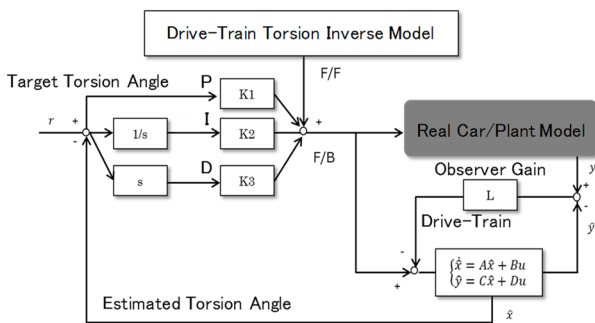 Drive-Train Torsion Inverse Model
F/F
Target Torsion Angle
P
K1
r
+
-
1/s
I
K2
+
F/B
Real Car/Plant Model
s
D
K3
Observer Gain
y
L
+
-
Drive-Train
ŷ
-
+
{ẋ̂ = Ax̂ + Bu
ŷ = Cx̂ + Du
Estimated Torsion Angle
x̂